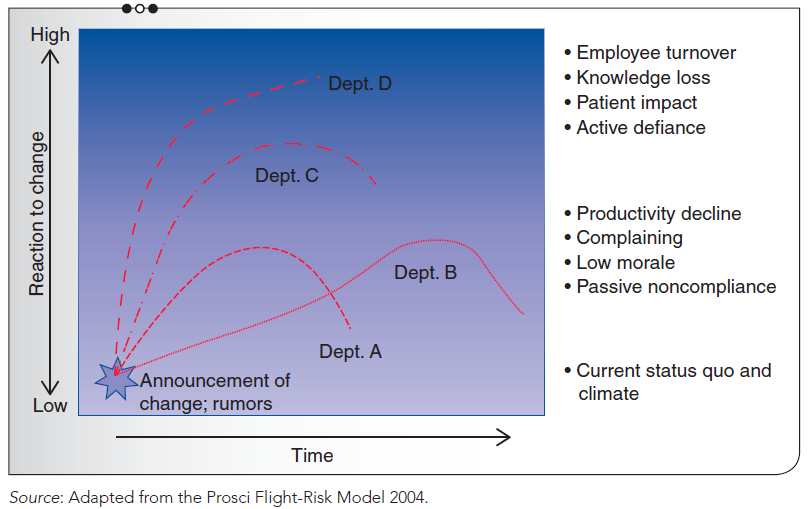 High
Reaction to change
Low
Dept. D
Dept. C
Dept. B
Dept. A
Announcement of
change; rumors
Time
• Employee turnover
• Knowledge loss
• Patient impact
• Active defiance
• Productivity decline
• Complaining
• Low morale
• Passive noncompliance
• Current status quo and
climate
Source: Adapted from the Prosci Flight-Risk Model 2004.